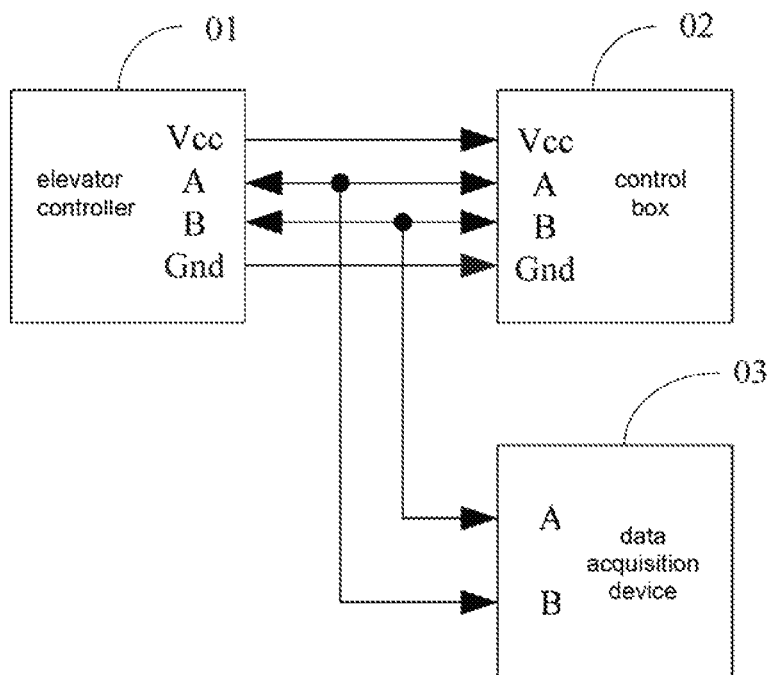 01
02
Vcc
A
B
Gnd
elevator
controller
Vcc
A
B
Gnd
control
box
03
A
B
data
acquisition
device